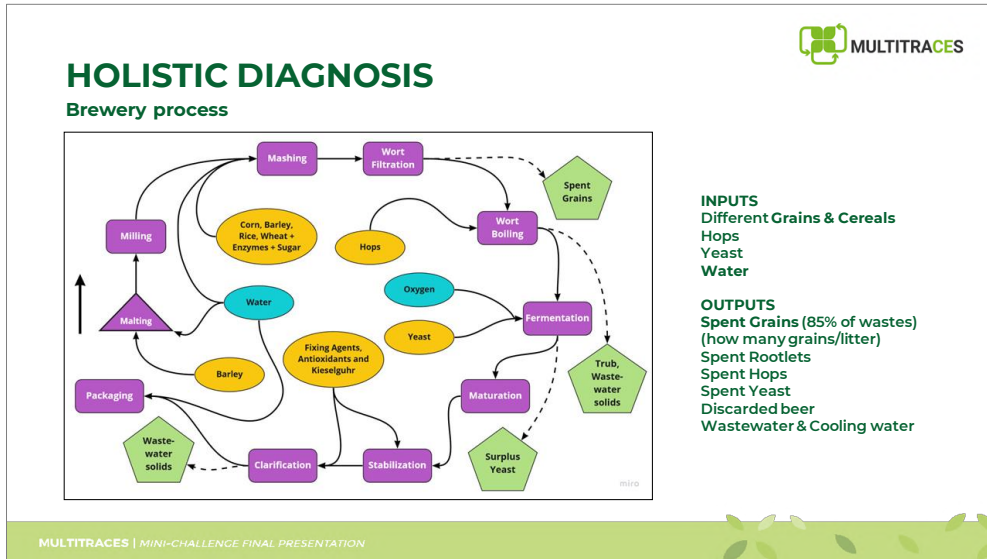 MULTITRACES
HOLISTIC DIAGNOSIS
Brewery process
Mashing
Wort
Filtration
Spent
Grains
Milling
Corn, Barley,
Rice, Wheat +
Enzymes + Sugar
Hops
Wort
Boiling
Malting
Water
Oxygen
Fermentation
Yeast
Fixing Agents,
Antioxidants and
Kieselguhr
Barley
Trub,
Waste-
water
solids
Packaging
Maturation
Waste-
water
solids
Clarification
Stabilization
Surplus
Yeast
miro
INPUTS
Different Grains & Cereals
Hops
Yeast
Water
OUTPUTS
Spent Grains (85% of wastes)
(how many grains/litter)
Spent Rootlets
Spent Hops
Spent Yeast
Discarded beer
Wastewater & Cooling water
MULTITRACES | MINI-CHALLENGE FINAL PRESENTATION